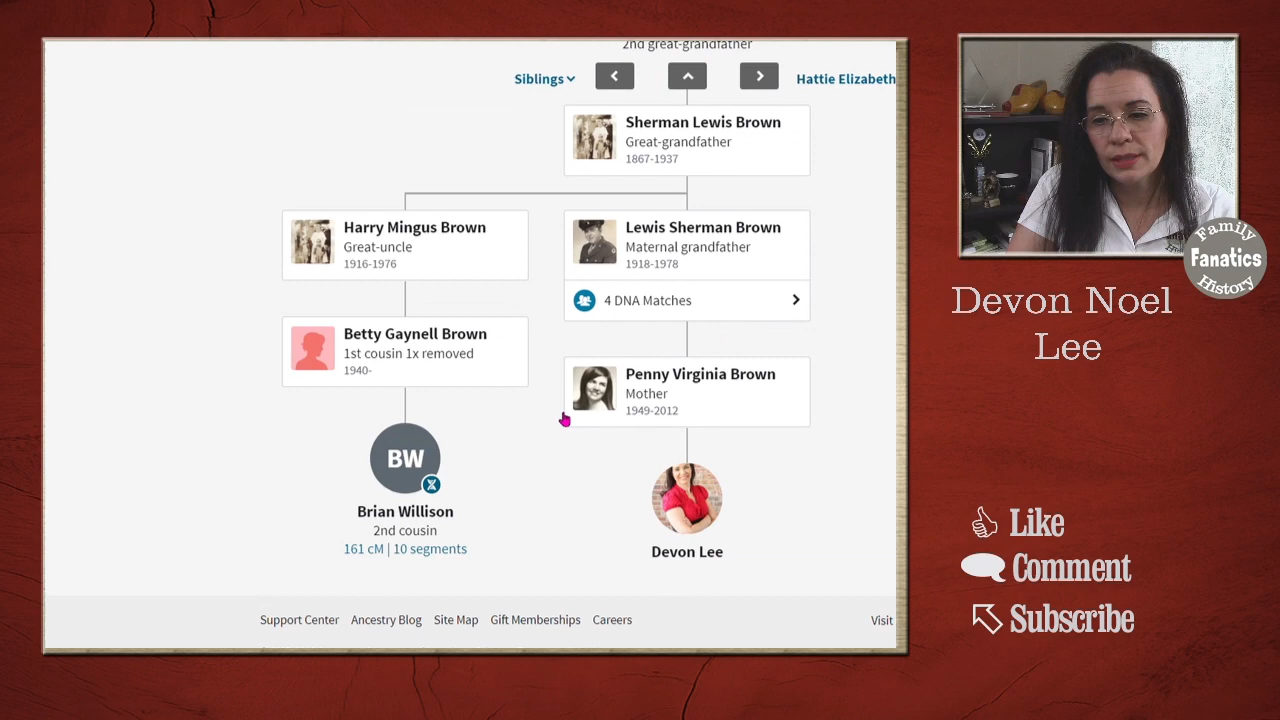 2nd great-grandfather
Siblings
Hattie Elizabeth
Sherman Lewis Brown
Great-grandfather
1867-1937
Harry Mingus Brown
Great-uncle
1916-1976
Lewis Sherman Brown
Maternal grandfather
1918-1978
4 DNA Matches
Betty Gaynell Brown
1st cousin 1x removed
1940-
Penny Virginia Brown
Mother
1949-2012
BW
Brian Willison
2nd cousin
161 cM | 10 segments
Devon Lee
Support Center Ancestry Blog Site Map Gift Memberships Careers Visit
Family
Fanatics
History
Devon Noel
Lee
Like
Comment
Subscribe